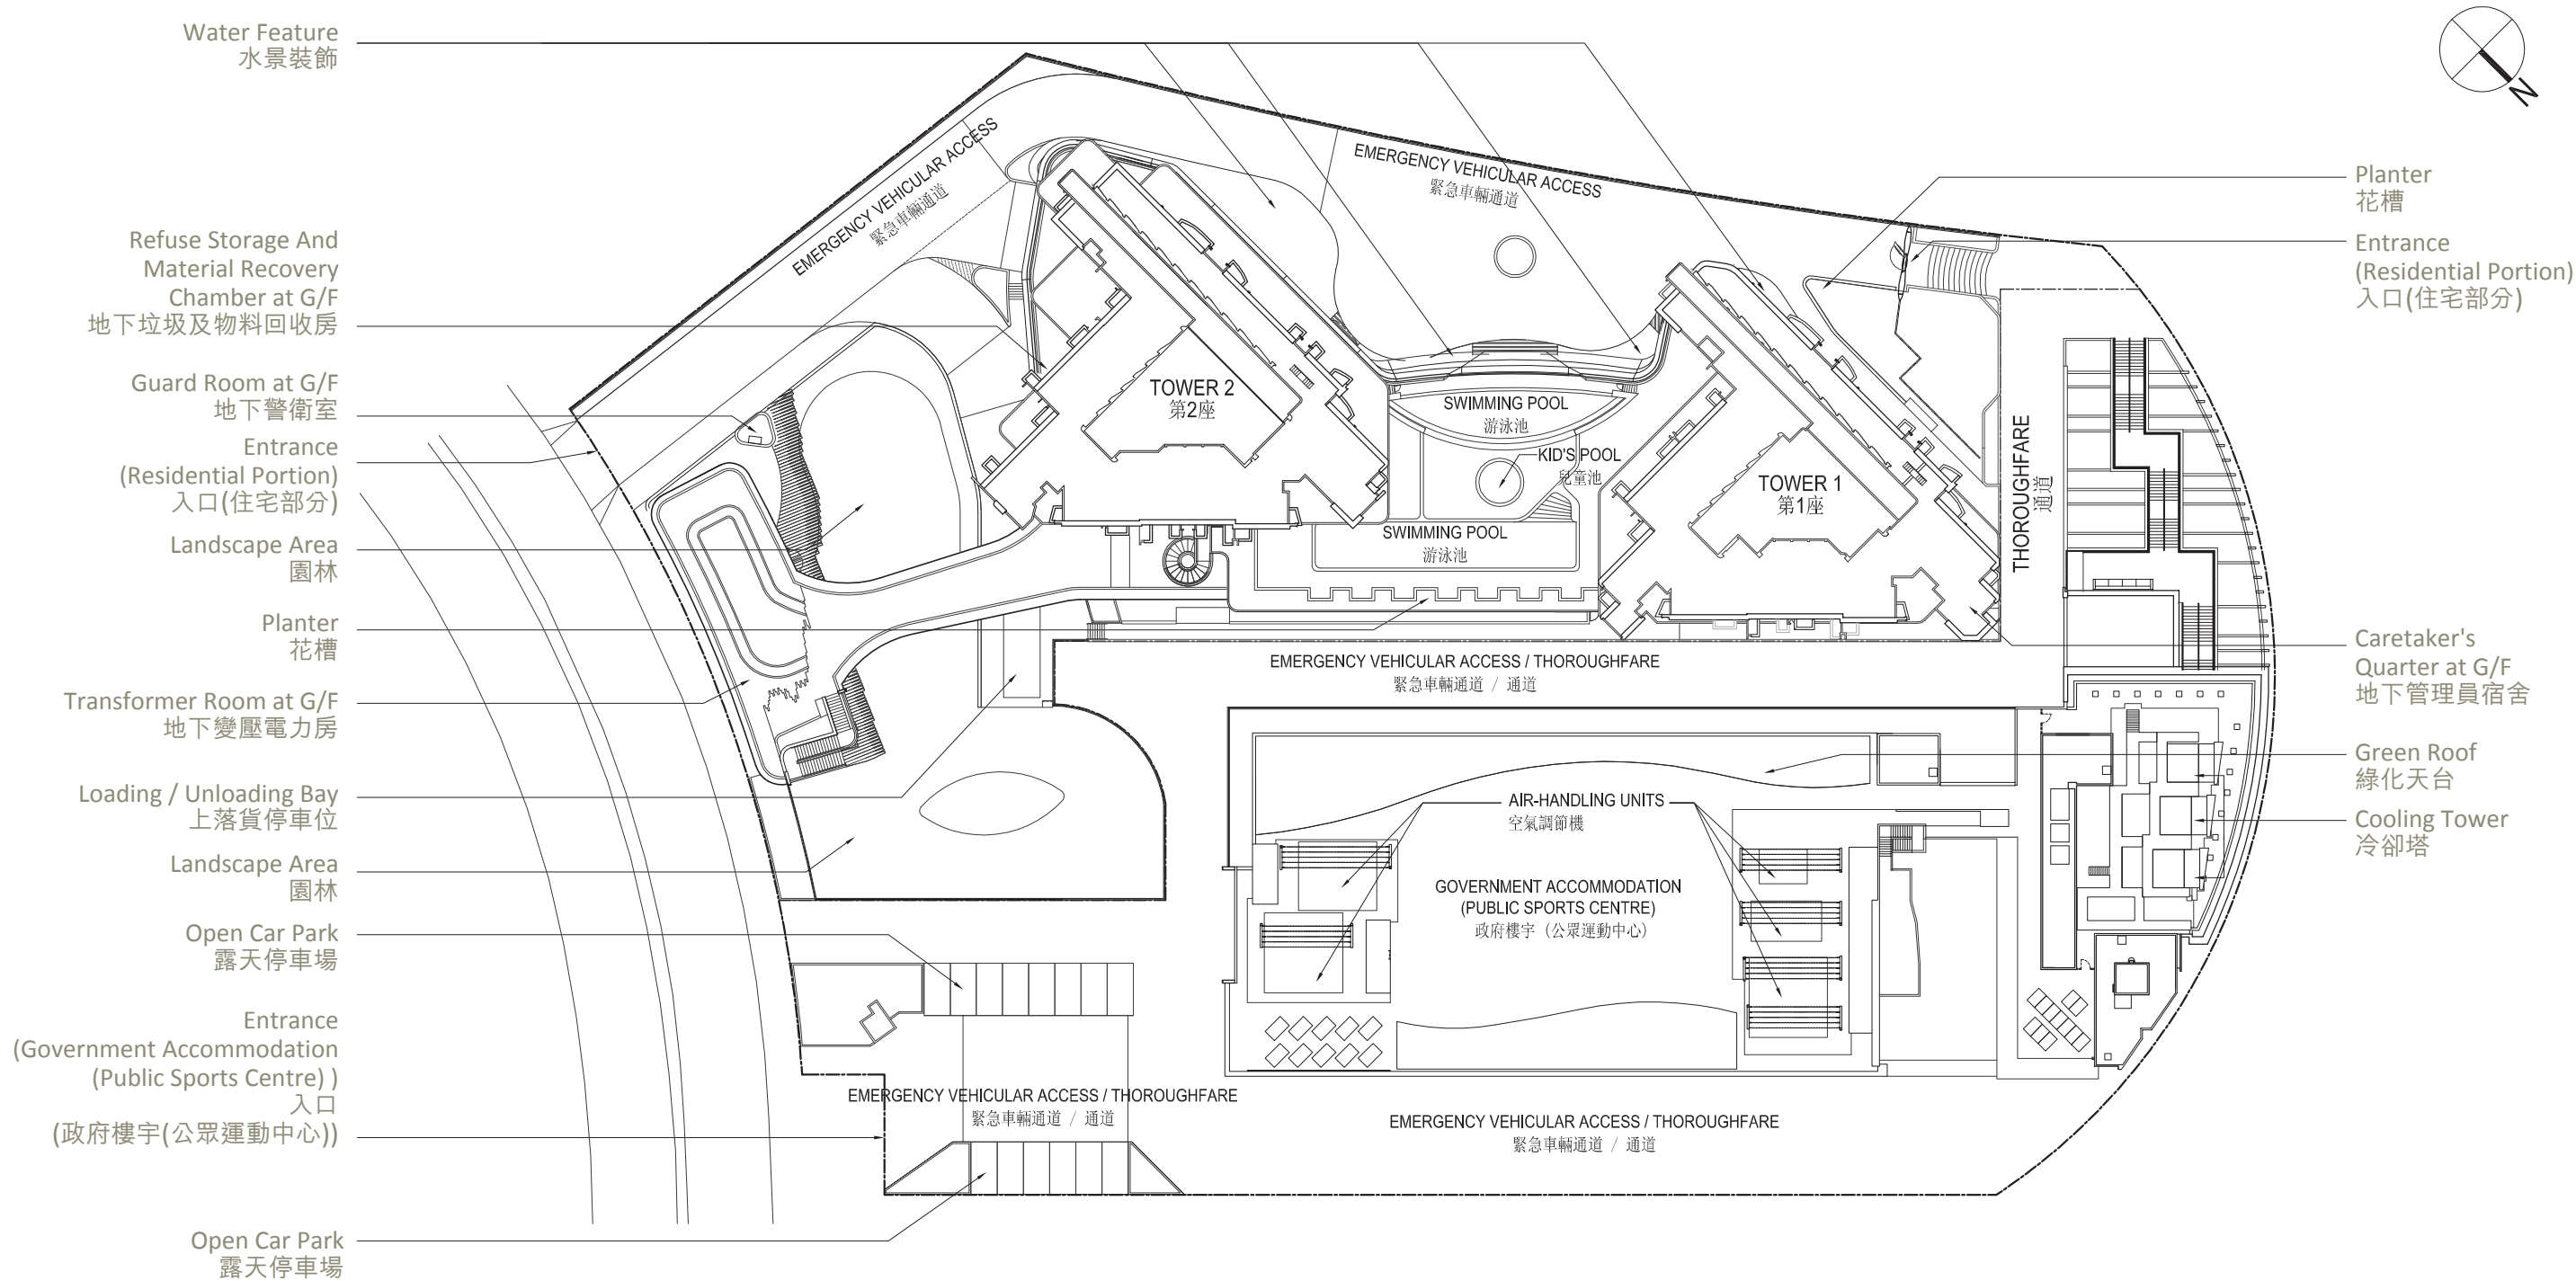 Water Feature
水景裝飾
Refuse Storage And
Material Recovery
Chamber at G/F
地下垃圾及物料回收房
Guard Room at G/F
地下警衛室
Entrance
(Residential Portion)
入口(住宅部分)
Landscape Area
園林
Planter
花槽
Transformer Room at G/F
地下變壓電力房
Loading / Unloading Bay
上落貨停車位
Landscape Area
園林
Open Car Park
露天停車場
Entrance
(Government Accommodation
(Public Sports Centre) )
入口
(政府樓宇(公眾運動中心))
Open Car Park
露天停車場
EMERGENCY VEHICULAR ACCESS
緊急車輛通道
EMERGENCY VEHICULAR ACCESS
緊急車輛通道
TOWER 2
第2座
SWIMMING POOL
游泳池
KID'S POOL
兒童池
SWIMMING POOL
游泳池
TOWER 1
第1座
THOROUGHFARE
通道
EMERGENCY VEHICULAR ACCESS / THOROUGHFARE
緊急車輛通道 / 通道
AIR-HANDLING UNITS
空氣調節機
GOVERNMENT ACCOMMODATION
(PUBLIC SPORTS CENTRE)
政府樓宇 (公眾運動中心)
EMERGENCY VEHICULAR ACCESS / THOROUGHFARE
緊急車輛通道 / 通道
EMERGENCY VEHICULAR ACCESS / THOROUGHFARE
緊急車輛通道 / 通道
N
Planter
花槽
Entrance
(Residential Portion)
入口(住宅部分)
Caretaker's
Quarter at G/F
地下管理員宿舍
Green Roof
綠化天台
Cooling Tower
冷卻塔